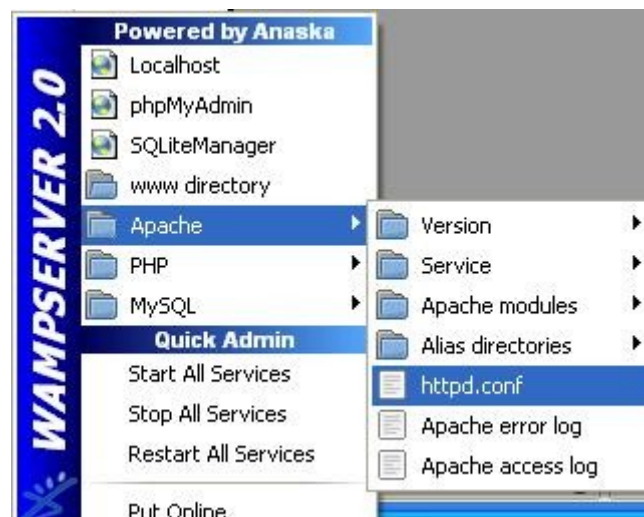 WAMPSERVER 2.0
Powered by Anaska
Localhost
phpMyAdmin
SQLiteManager
www directory
Apache
PHP
MySQL
Quick Admin
Start All Services
Stop All Services
Restart All Services
Put Online
Version
Service
Apache modules
Alias directories
httpd.conf
Apache error log
Apache access log